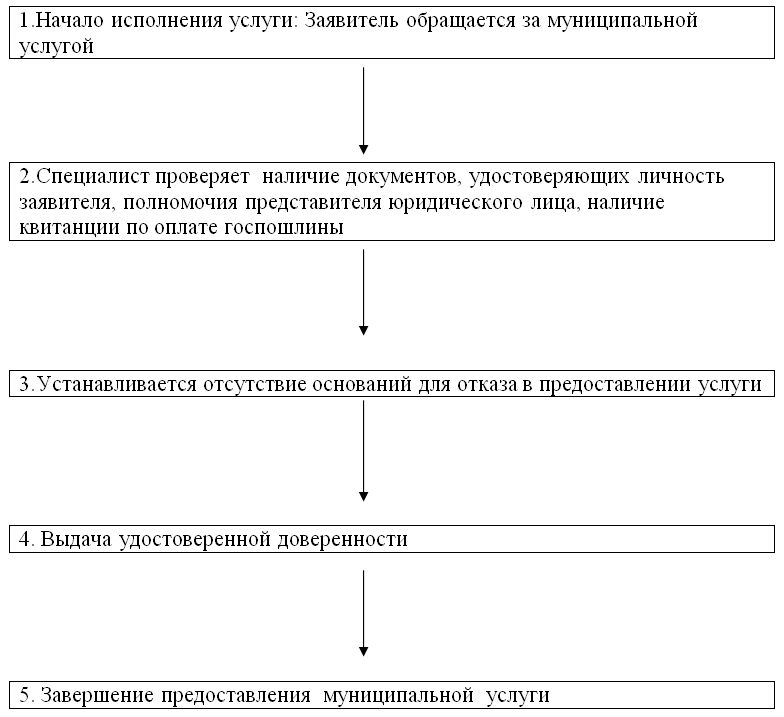 1.Начало исполнения услуги: Заявитель обращается за муниципальной
услугой
2.Специалист проверяет наличие документов, удостоверяющих личность
заявителя, полномочия представителя юридического лица, наличие
квитанции по оплате госпошлины
3.Устанавливается отсутствие оснований для отказа в предоставлении услуги
4. Выдача удостоверенной доверенности
5. Завершение предоставления муниципальной услуги